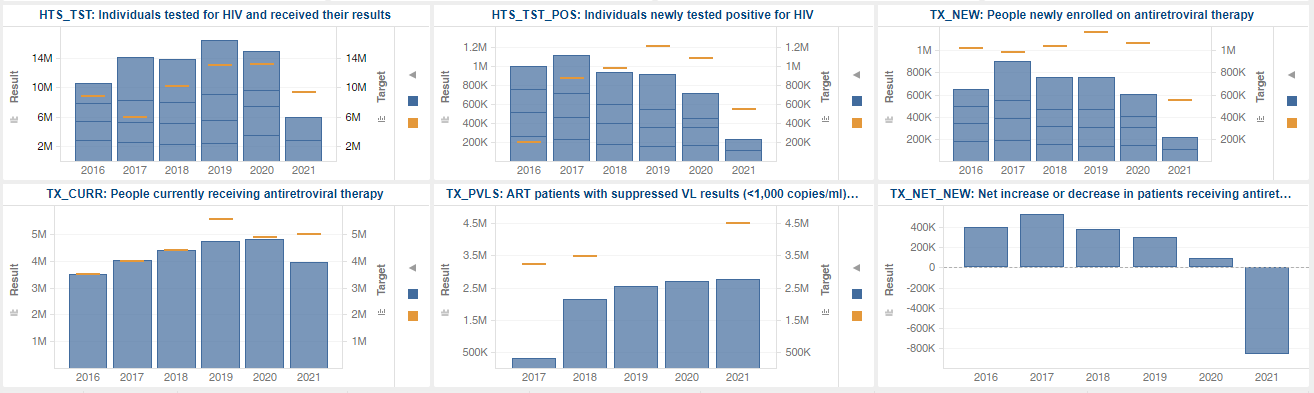 HTS_TST: Individuals tested for HIV and received their results
14M
10M
6M
2M
Result
14M
10M
6M
2M
Target
2016 2017 2018 2019 2020 2021
HTS_TST_POS: Individuals newly tested positive for HIV
1.2M
1M
800K
600K
400K
200K
Result
1.2M
1M
800K
600K
400K
200K
Target
2016 2017 2018 2019 2020 2021
TX_NEW: People newly enrolled on antiretroviral therapy
1M
800K
600K
400K
200K
Result
1M
800K
600K
400K
200K
Target
2016 2017 2018 2019 2020 2021
TX_CURR: People currently receiving antiretroviral therapy
5M
4M
3M
2M
1M
Result
5M
4M
3M
2M
1M
Target
2016 2017 2018 2019 2020 2021
TX_PVLS: ART patients with suppressed VL results (<1,000 copies/ml)...
4.5M
3.5M
2.5M
1.5M
500K
Result
4.5M
3.5M
2.5M
1.5M
500K
Target
2017 2018 2019 2020 2021
TX_NET_NEW: Net increase or decrease in patients receiving antiret...
400K
200K
0
-200K
-400K
-600K
-800K
Result
2016 2017 2018 2019 2020 2021